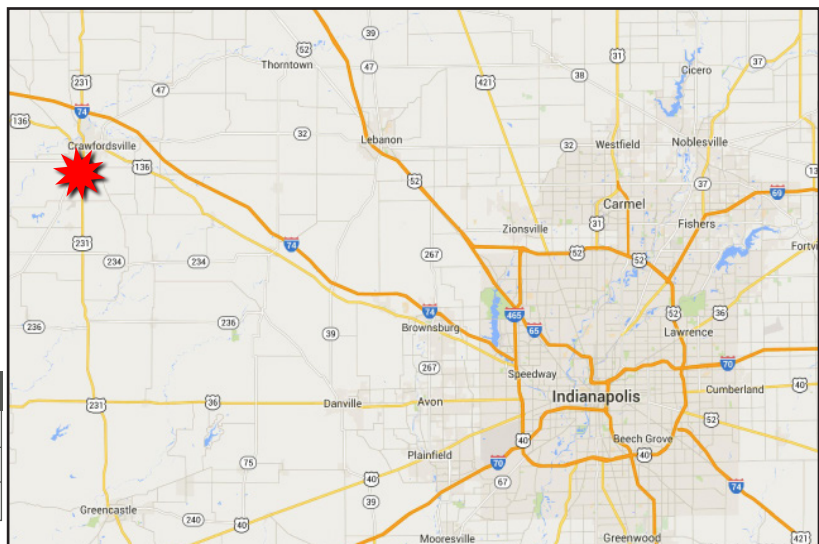 39
52
31
Thorntown
Cicero
37
47
38
421
231
47
74
136
32
Lebanon
Crawfordsville
32
Westfield
Noblesville
136
52
37
69
Carmel
31
Fishers
Zionsville
231
74
52
267
52
Fortvi
234
234
465
52
36
74
65
236
236
Brownsburg
Lawrence
39
267
70
Speedway
Cumberland
40
Indianapolis
231
36
Danville
Avon
52
40
Beech Grove
Plainfield
40
75
70
40
67
74
39
Greencastle
240
40
Mooresville
Greenwood
421